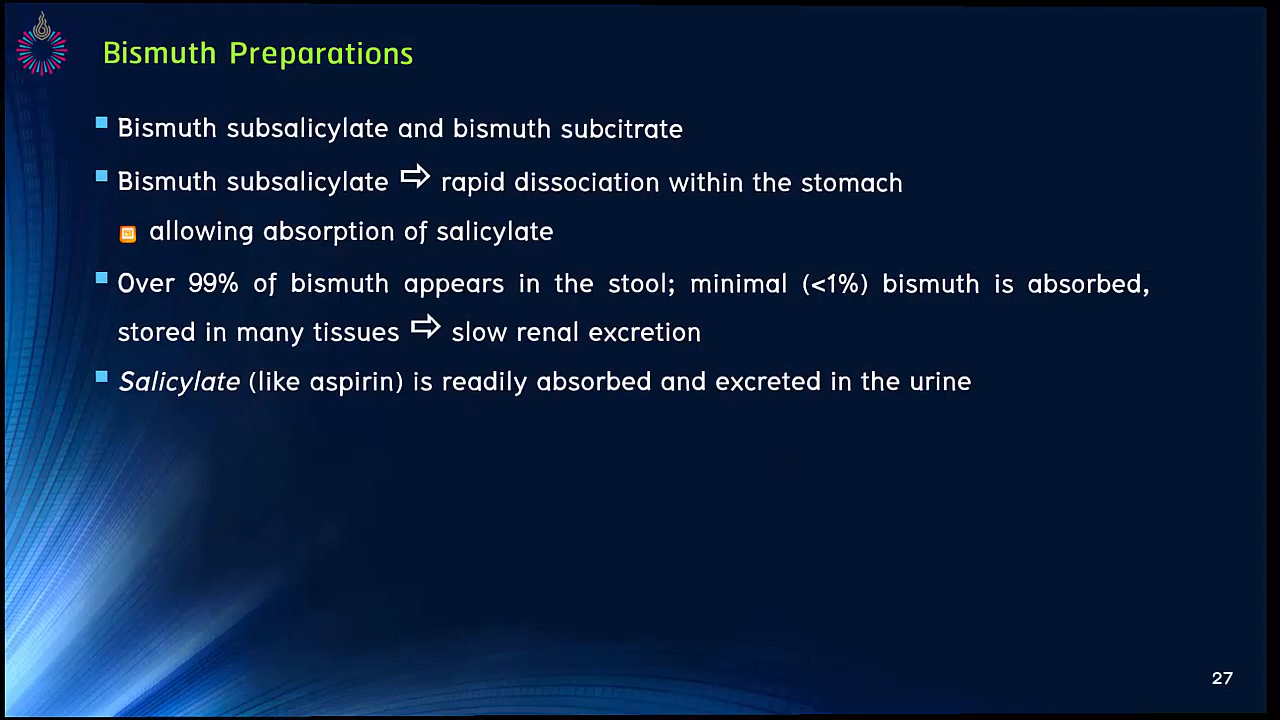 Bismuth Preparations
Bismuth subsalicylate and bismuth subcitrate
Bismuth subsalicylate ⇨ rapid dissociation within the stomach
allowing absorption of salicylate
Over 99% of bismuth appears in the stool; minimal (<1%) bismuth is absorbed,
stored in many tissues ⇨ slow renal excretion
Salicylate (like aspirin) is readily absorbed and excreted in the urine
27